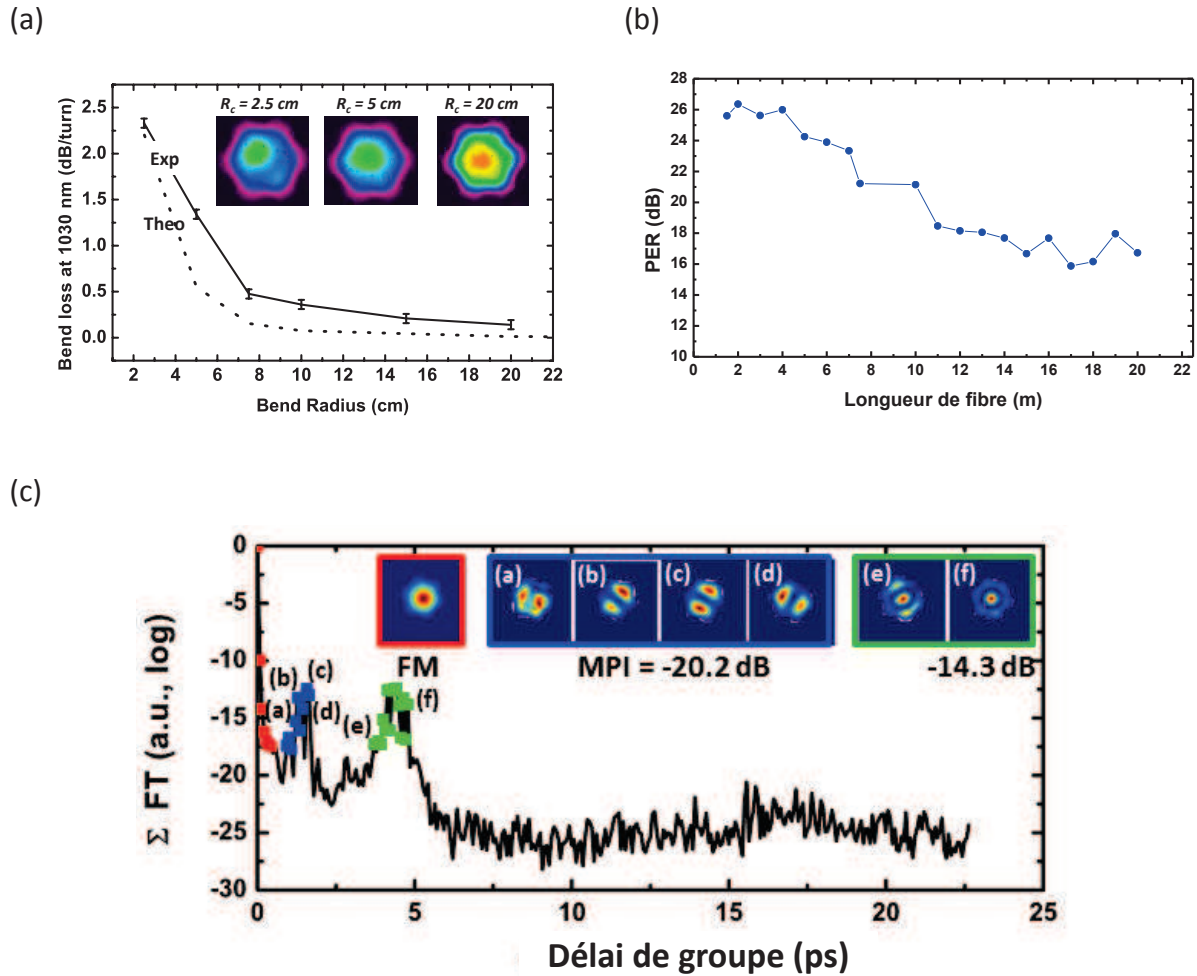 (a)
R_c = 2.5 cm R_c = 5 cm R_c = 20 cm
2.5
2.0
1.5
1.0
0.5
0.0
Exp
Theo
Bend loss at 1030 nm (dB/turn)
2 4 6 8 10 12 14 16 18 20 22
Bend Radius (cm)
(b)
28
26
24
22
20
18
16
14
12
10
PER (dB)
0 2 4 6 8 10 12 14 16 18 20 22
Longueur de fibre (m)
(c)
0
-5
-10
-15
-20
-25
-30
Σ FT (a.u., log)
(a) (b) (c) (d) (e) (f)
FM MPI = -20.2 dB -14.3 dB
(b) (c)
(a) (d) (e) (f)
0 5 10 15 20 25
Délai de groupe (ps)